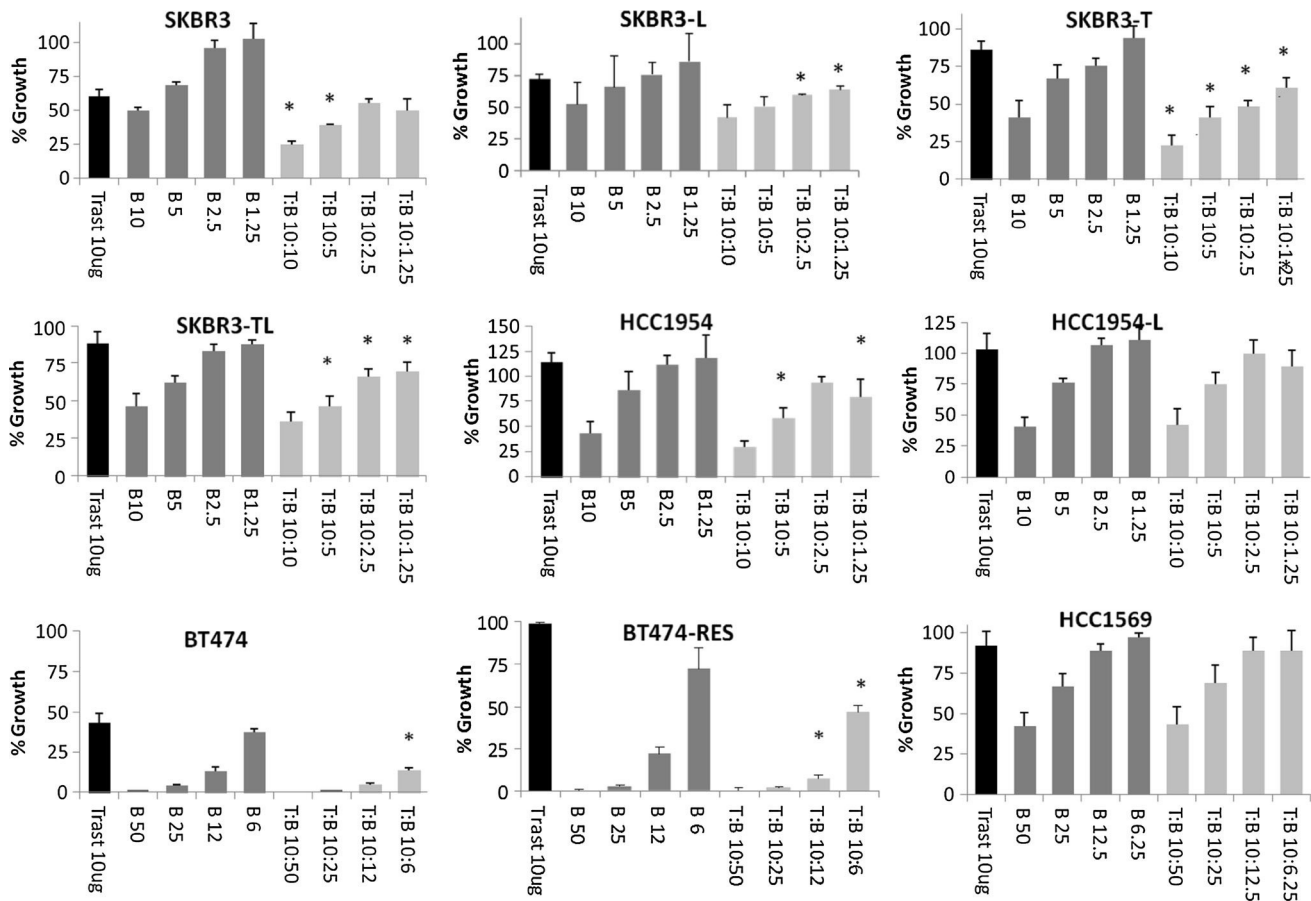 SKBR3
% Growth
100
75
50
25
0
*
*
Trast 10ug
B 10
B 5
B 2.5
B 1.25
T:B 10:10
T:B 10:5
T:B 10:2.5
T:B 10:1.25
SKBR3-L
% Growth
100
75
50
25
0
*
*
Trast 10ug
B 10
B 5
B 2.5
B 1.25
T:B 10:10
T:B 10:5
T:B 10:2.5
T:B 10:1.25
SKBR3-T
% Growth
100
75
50
25
0
*
*
*
*
Trast 10ug
B 10
B 5
B 2.5
B 1.25
T:B 10:10
T:B 10:5
T:B 10:2.5
T:B 10:1.25
*
SKBR3-TL
% Growth
100
75
50
25
0
*
*
*
Trast 10ug
B 10
B 5
B 2.5
B 1.25
T:B 10:10
T:B 10:5
T:B 10:2.5
T:B 10:1.25
HCC1954
% Growth
150
125
100
75
50
25
0
*
*
Trast 10ug
B 10
B 5
B 2.5
B 1.25
T:B 10:10
T:B 10:5
T:B 10:2.5
T:B 10:1.25
HCC1954-L
% Growth
125
100
75
50
25
0
Trast 10ug
B 10
B 5
B 2.5
B 1.25
T:B 10:10
T:B 10:5
T:B 10:2.5
T:B 10:1.25
BT474
% Growth
100
75
50
25
0
*
Trast 10ug
B 50
B 25
B 12
B 6
T:B 10:50
T:B 10:25
T:B 10:12
T:B 10:6
BT474-RES
% Growth
100
75
50
25
0
*
*
Trast 10ug
B 50
B 25
B 12
B 6
T:B 10:50
T:B 10:25
T:B 10:12
T:B 10:6
HCC1569
% Growth
100
75
50
25
0
Trast 10ug
B 50
B 25
B 12.5
B 6.25
T:B 10:50
T:B 10:25
T:B 10:12.5
T:B 10:6.25